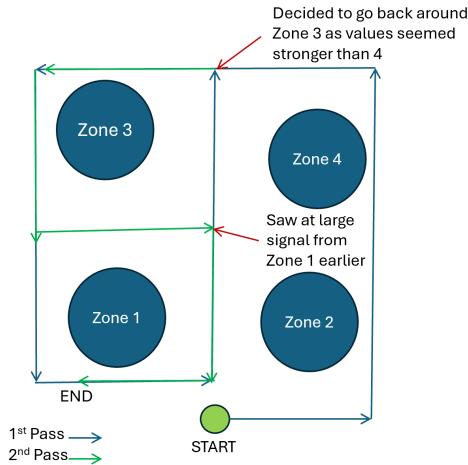 Decided to go back around
Zone 3 as values seemed
stronger than 4
Zone 3
Zone 4
Saw at large
signal from
Zone 1 earlier
Zone 1
Zone 2
END
START
1st Pass
2nd Pass